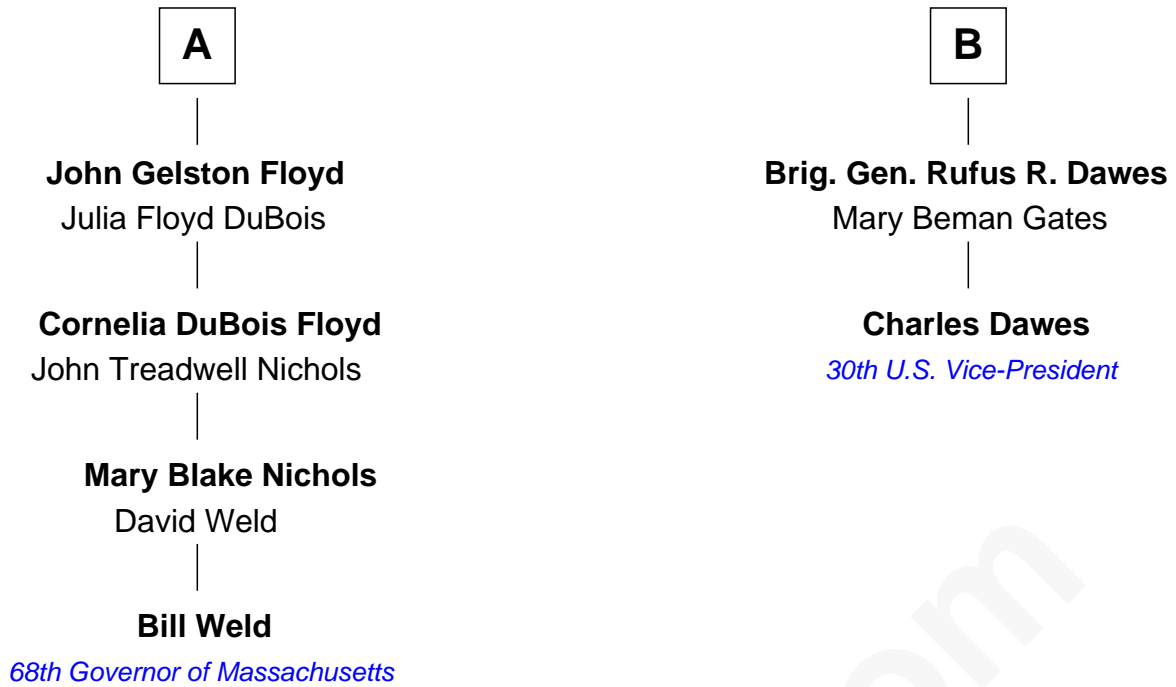 A
John Gelston Floyd
Julia Floyd DuBois
Cornelia DuBois Floyd
John Treadwell Nichols
Mary Blake Nichols
David Weld
Bill Weld
68th Governor of Massachusetts
B
Brig. Gen. Rufus R. Dawes
Mary Beman Gates
Charles Dawes
30th U.S. Vice-President
om